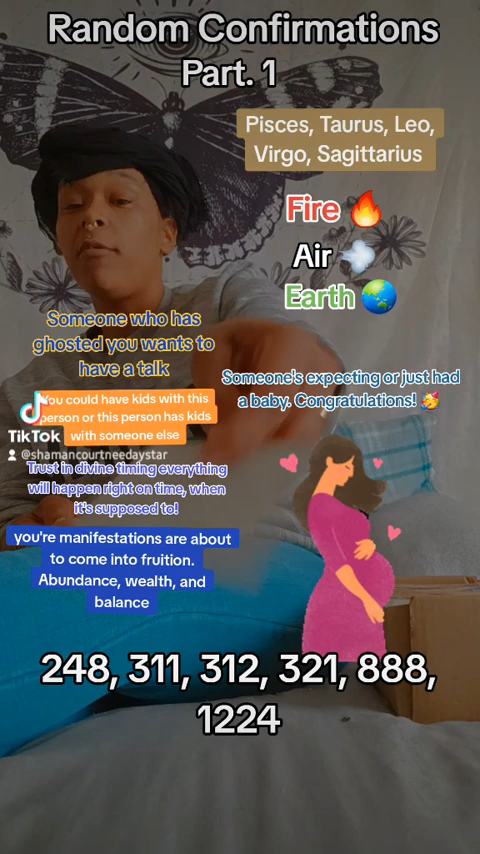 Random Confirmations
Part. 1
Pisces, Taurus, Leo,
Virgo, Sagittarius
Fire 🔥
Air 💨
Earth 🌎
Someone who has
ghosted you wants to
have a talk
Someone's expecting or just had
a baby. Congratulations! 🥳
You could have kids with this
person or this person has kids
with someone else
TikTok
@shamancourtneedaystar
Trust in divine timing everything
will happen right on time, when
it's supposed to!
you're manifestations are about
to come into fruition.
Abundance, wealth, and
balance
248, 311, 312, 321, 888,
1224